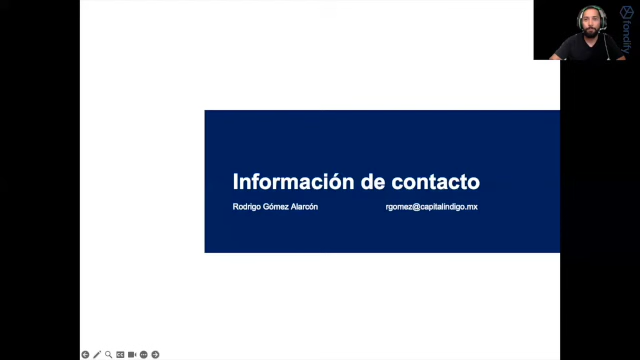 fondify
Información de contacto
Rodrigo Gómez Alarcón rgomez@capitalindigo.mx